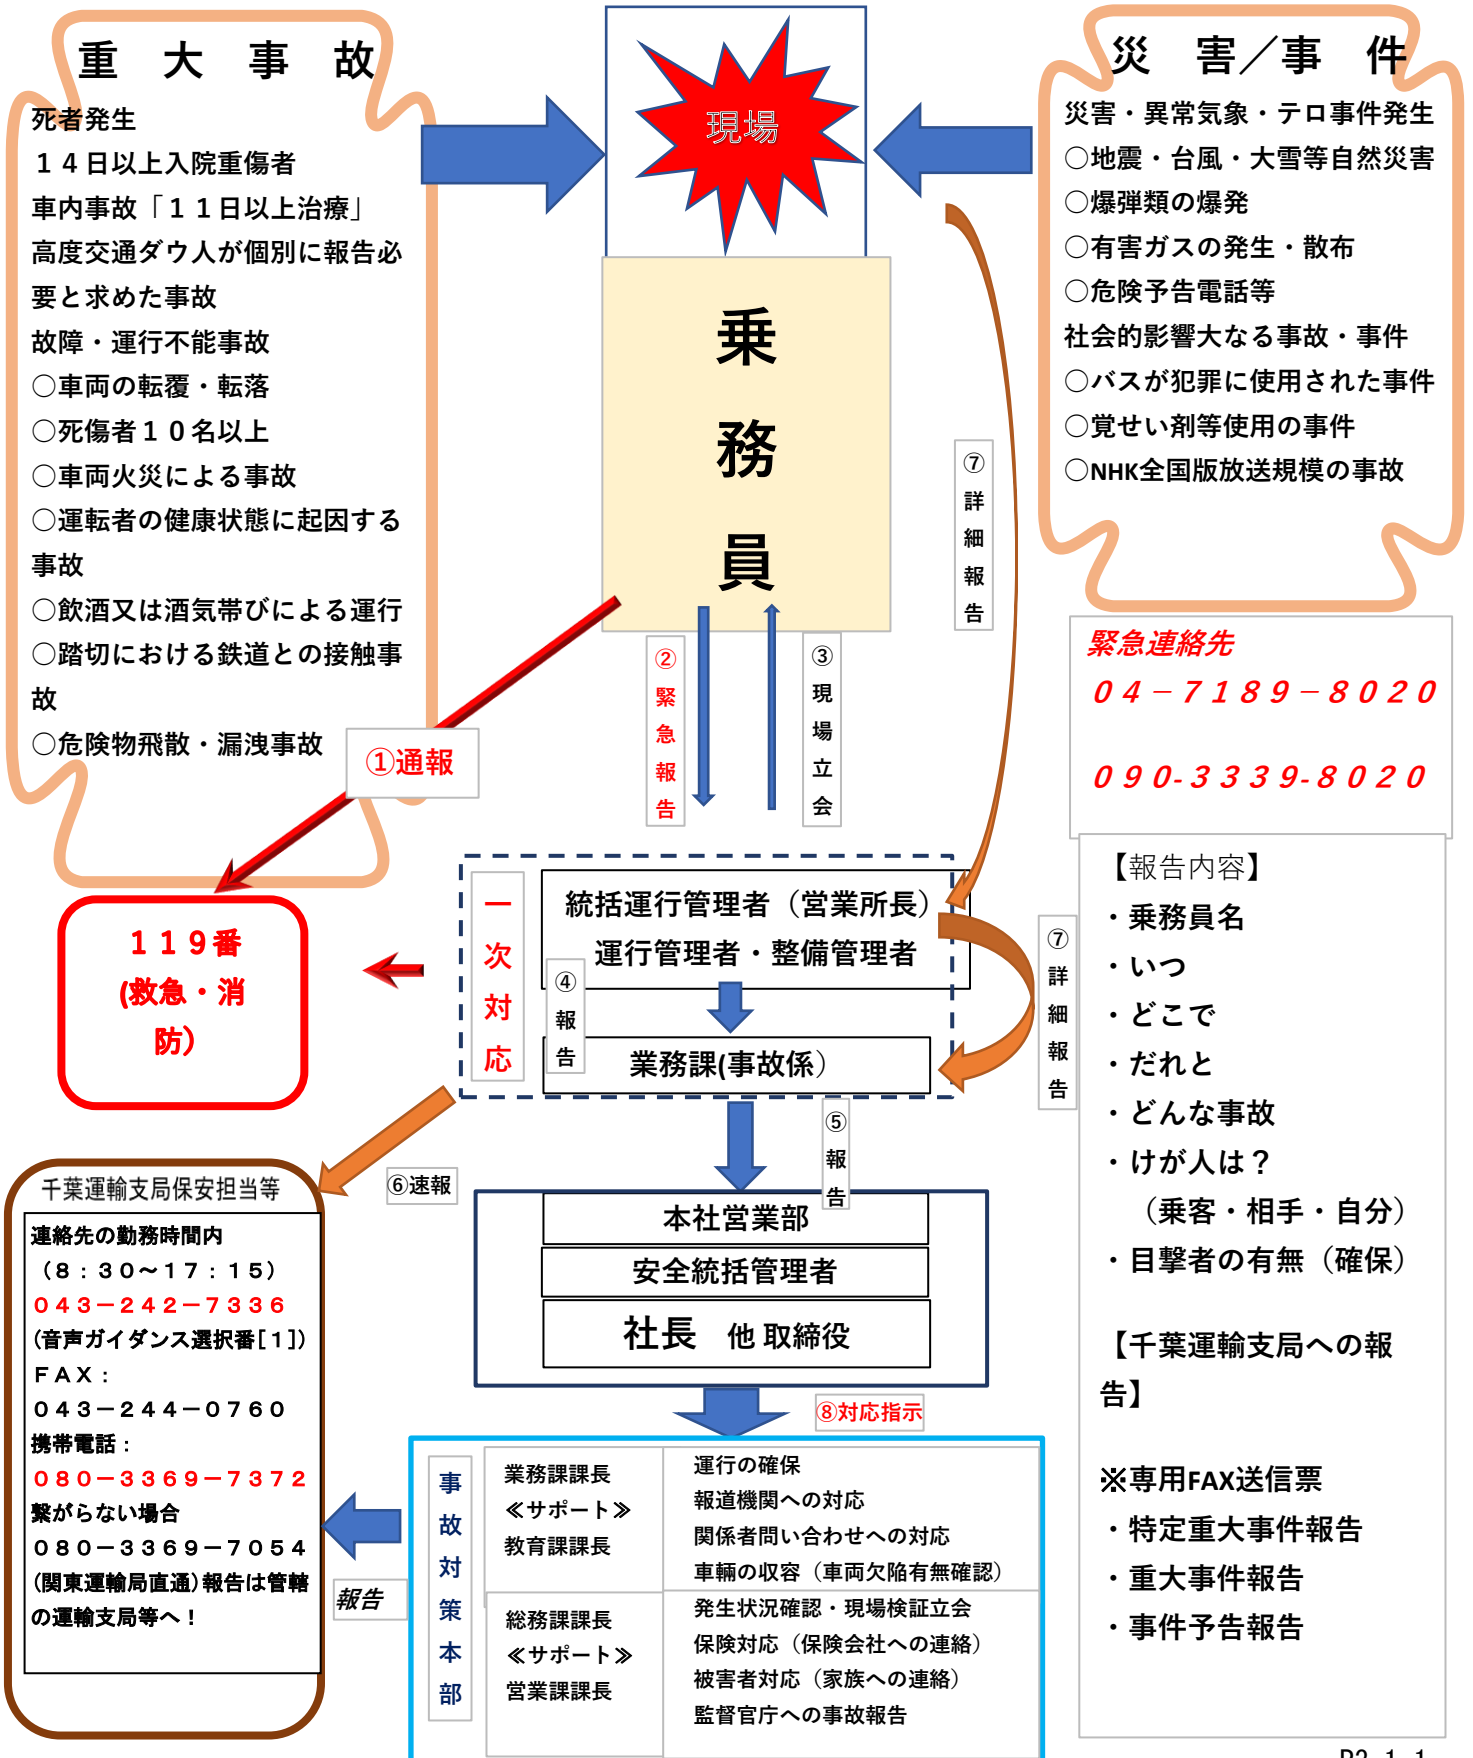 重 大 事 故
死者発生
１４日以上入院重傷者
車内事故「１１日以上治療」
高度交通ダウ人が個別に報告必
要と求めた事故
故障・運行不能事故
○車両の転覆・転落
○死傷者１０名以上
○車両火災による事故
○運転者の健康状態に起因する
事故
○飲酒又は酒気帯びによる運行
○踏切における鉄道との接触事
故
○危険物飛散・漏洩事故
現場
乗
務
員
災 害／事 件
災害・異常気象・テロ事件発生
○地震・台風・大雪等自然災害
○爆弾類の爆発
○有害ガスの発生・散布
○危険予告電話等
社会的影響大なる事故・事件
○バスが犯罪に使用された事件
○覚せい剤等使用の事件
○NHK全国版放送規模の事故
⑦詳細報告
①通報
②緊急報告
③現場立会
緊急連絡先
０４－７１８９－８０２０
０９０-３３３９-８０２０
１１９番
(救急・消
防）
一次対応
統括運行管理者（営業所長）
運行管理者・整備管理者
④報告
業務課(事故係）
⑦詳細報告
⑤報告
⑥速報
本社営業部
安全統括管理者
社長 他 取締役
⑧対応指示
千葉運輸支局保安担当等
連絡先の勤務時間内
（８：３０～１７：１５）
０４３－２４２－７３３６
(音声ガイダンス選択番[１])
ＦＡＸ：
０４３－２４４－０７６０
携帯電話：
０８０－３３６９－７３７２
繋がらない場合
０８０－３３６９－７０５４
(関東運輸局直通)報告は管轄
の運輸支局等へ！
報告
事故対策本部
業務課課長
≪サポート≫
教育課課長
運行の確保
報道機関への対応
関係者問い合わせへの対応
車輛の収容（車両欠陥有無確認）
総務課課長
≪サポート≫
営業課課長
発生状況確認・現場検証立会
保険対応（保険会社への連絡）
被害者対応（家族への連絡）
監督官庁への事故報告
【報告内容】
・乗務員名
・いつ
・どこで
・だれと
・どんな事故
・けが人は？
（乗客・相手・自分）
・目撃者の有無（確保）
【千葉運輸支局への報
告】
※専用FAX送信票
・特定重大事件報告
・重大事件報告
・事件予告報告